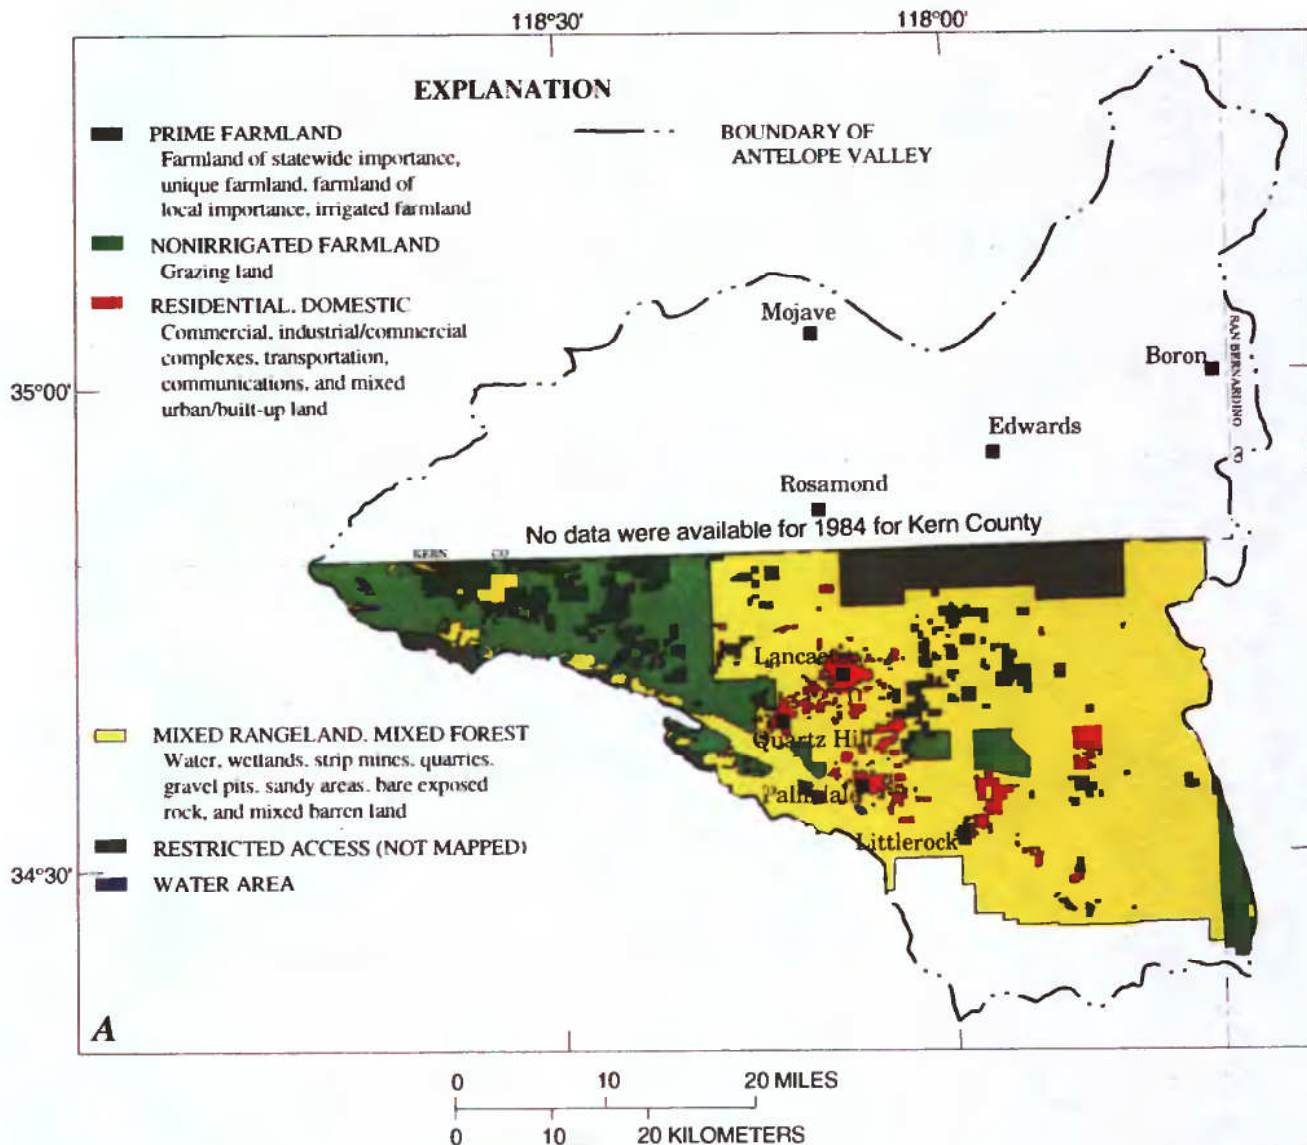 118°30'
118°00'
EXPLANATION
PRIME FARMLAND
Farmland of statewide importance,
unique farmland, farmland of
local importance, irrigated farmland
NONIRRIGATED FARMLAND
Grazing land
RESIDENTIAL, DOMESTIC
Commercial, industrial/commercial
complexes, transportation,
communications, and mixed
urban/built-up land
BOUNDARY OF
ANTELOPE VALLEY
Mojave
Boron
SAN BERNARDINO CO
35°00'
Edwards
Rosamond
No data were available for 1984 for Kern County
KERN CO
Lancaster
Quartz Hill
Palmdale
Littlerock
MIXED RANGELAND, MIXED FOREST
Water, wetlands, strip mines, quarries,
gravel pits, sandy areas, bare exposed
rock, and mixed barren land
RESTRICTED ACCESS (NOT MAPPED)
WATER AREA
34°30'
A
0 10 20 MILES
0 10 20 KILOMETERS